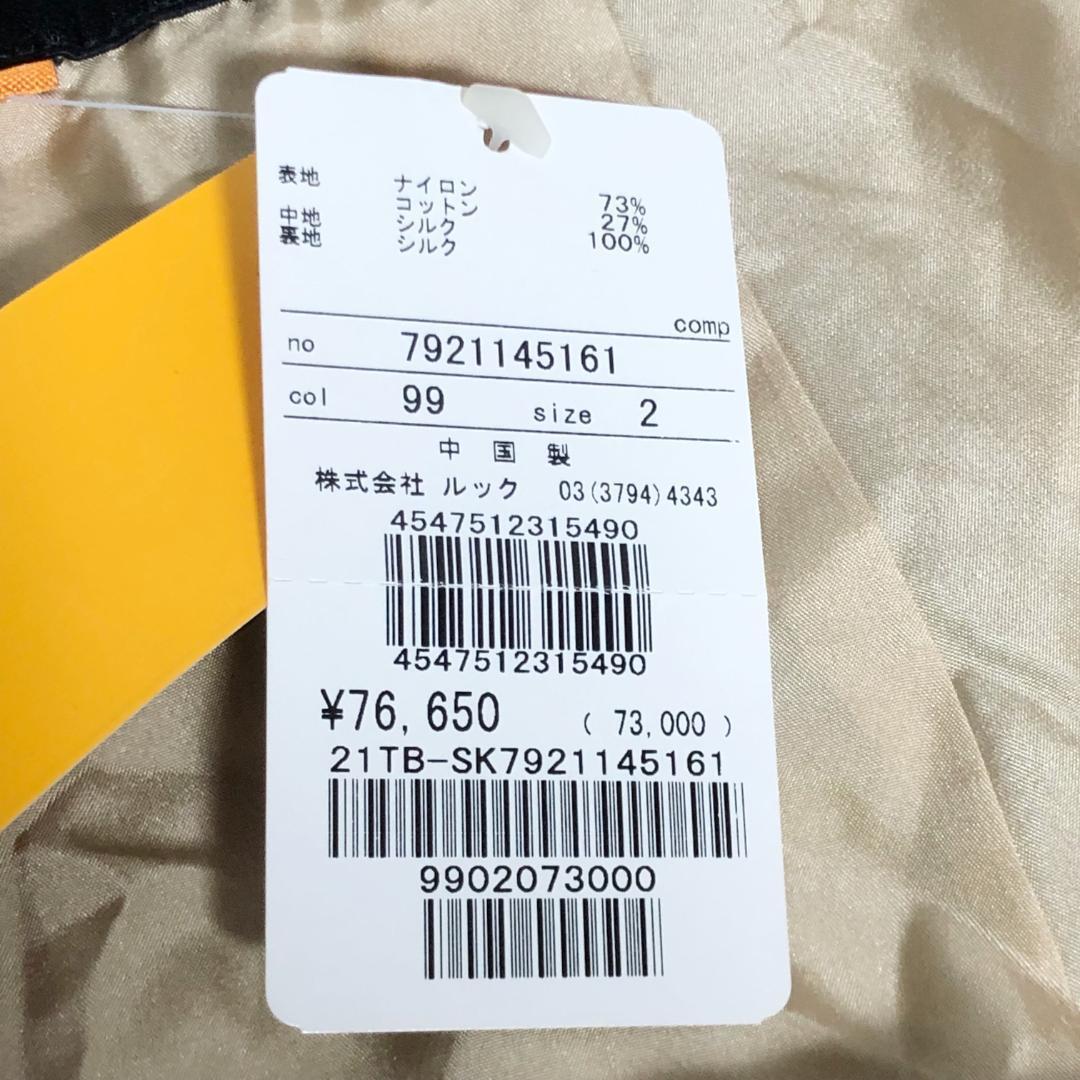 表地 ナイロン 73%
コットン 27%
中地 シルク 100%
裏地 シルク
comp
no 7921145161
col 99 size 2
中国製
株式会社 ルック 03(3794)4343
4547512315490
4547512315490
¥76,650 ( 73,000 )
21TB-SK7921145161
9902073000